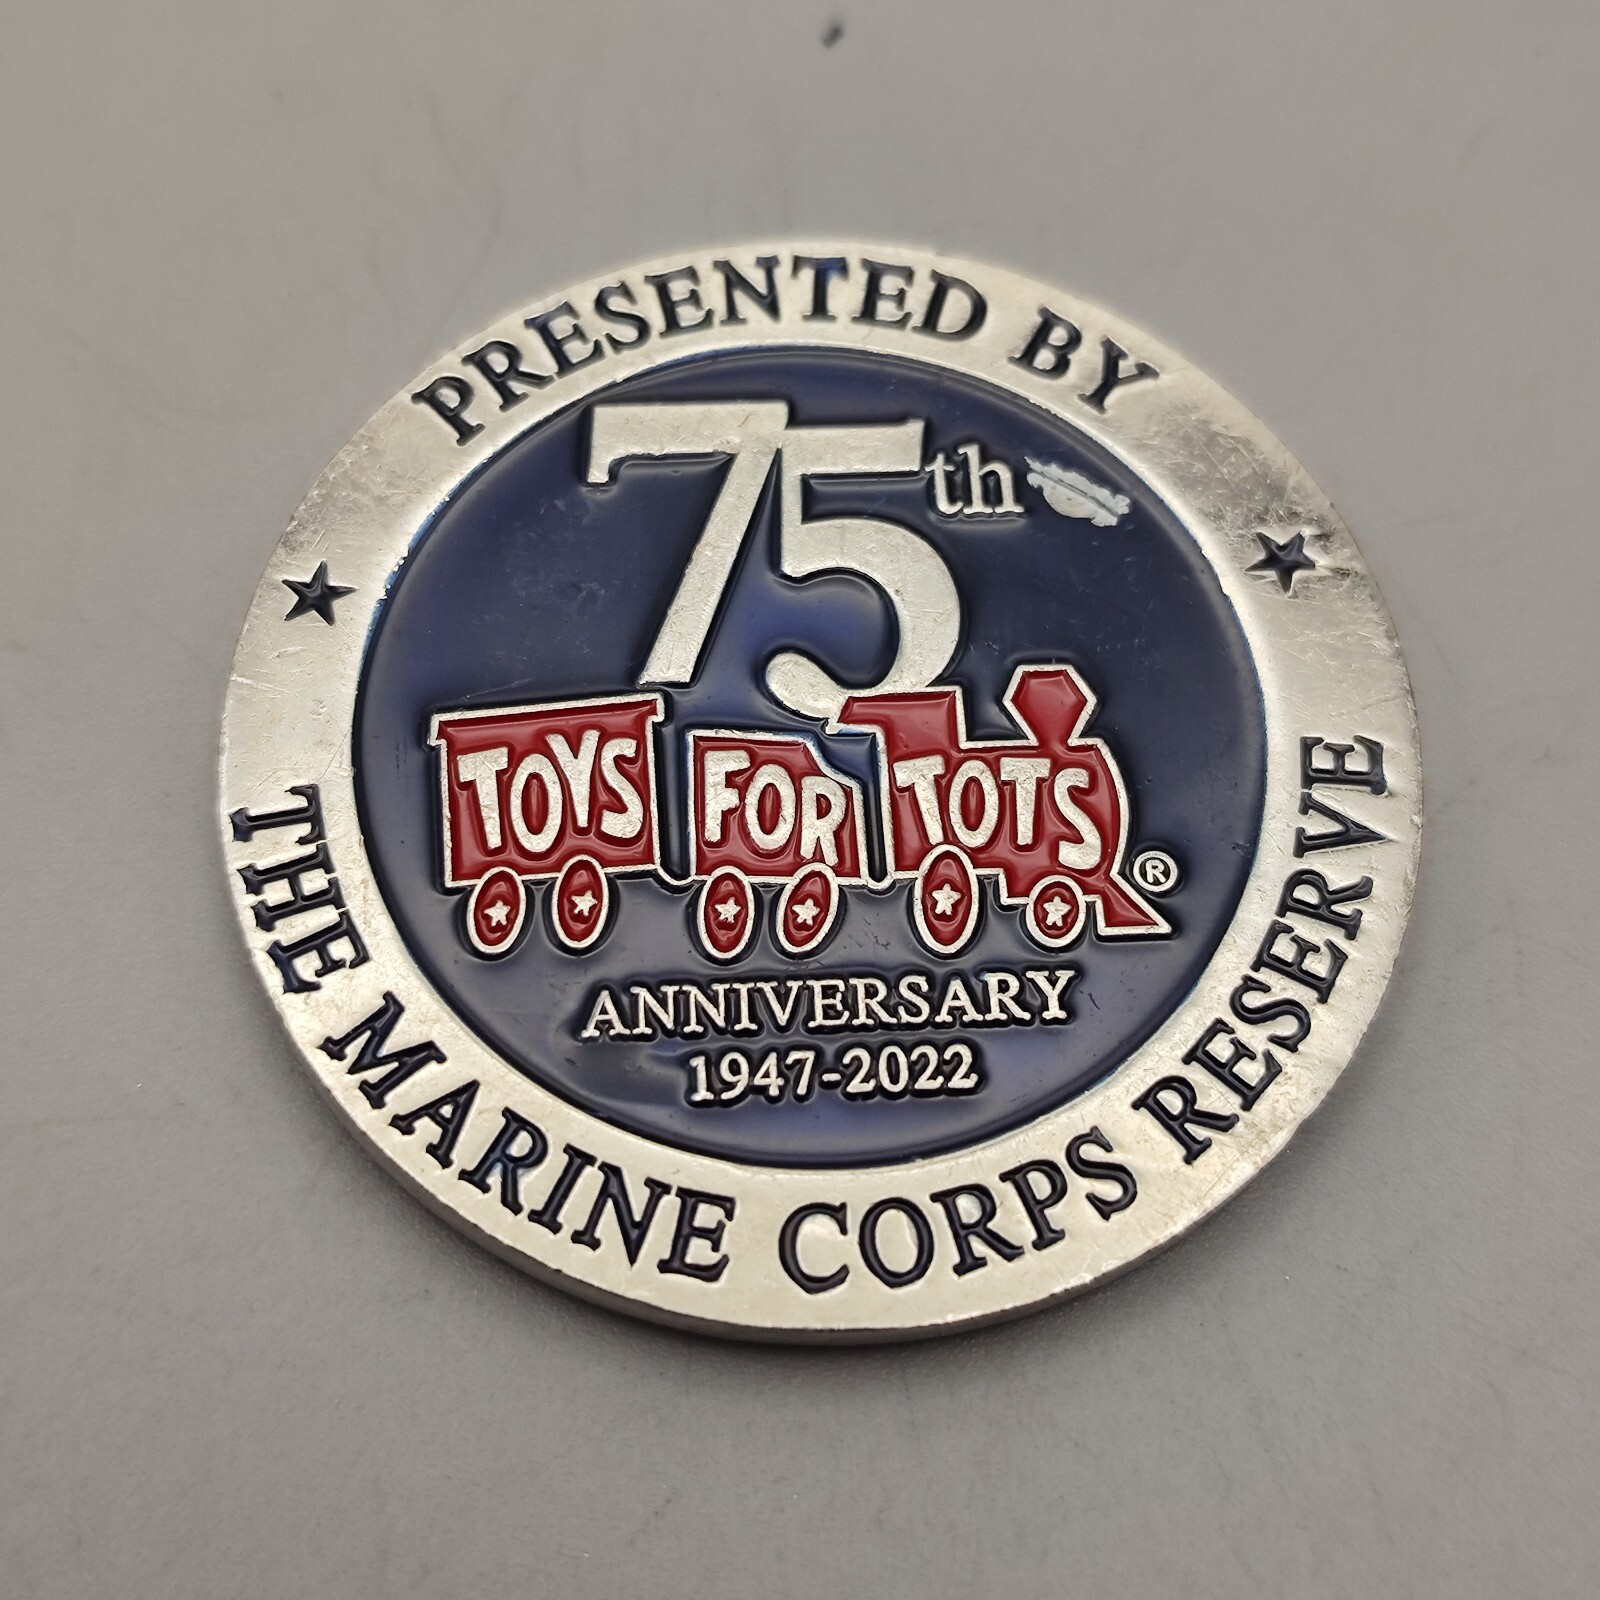 PRESENTED BY
75th
TOYS FOR TOTS®
ANNIVERSARY
1947-2022
THE MARINE CORPS RESERVE